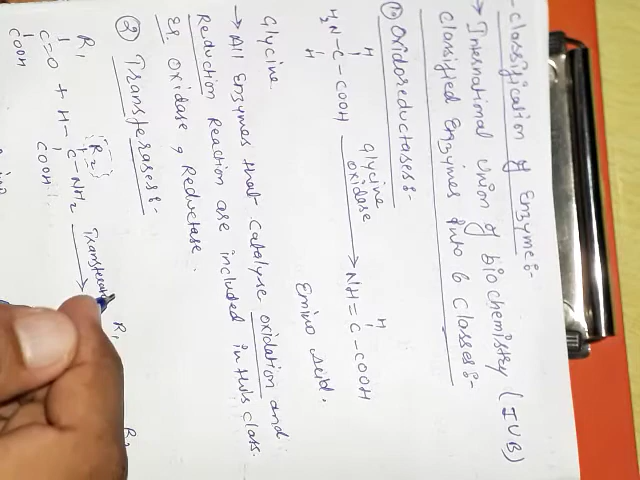 -classification of Enzyme:-
→ International Union of biochemistry (IUB)
classified Enzymes into 6 classes:-
① Oxidoreductases:-
H H
H₂N-C-COOH Glycine oxidase → NH=C-COOH
H
Glycine Emino Acid.
→ All Enzymes that catalyse oxidation and
Reduction Reaction are included in this class.
Eg. Oxidase, Reductase.
② Transferases:-
R₁ R₂ R₁ R₂
C=O + H-C-NH₂ →
COOH COOH